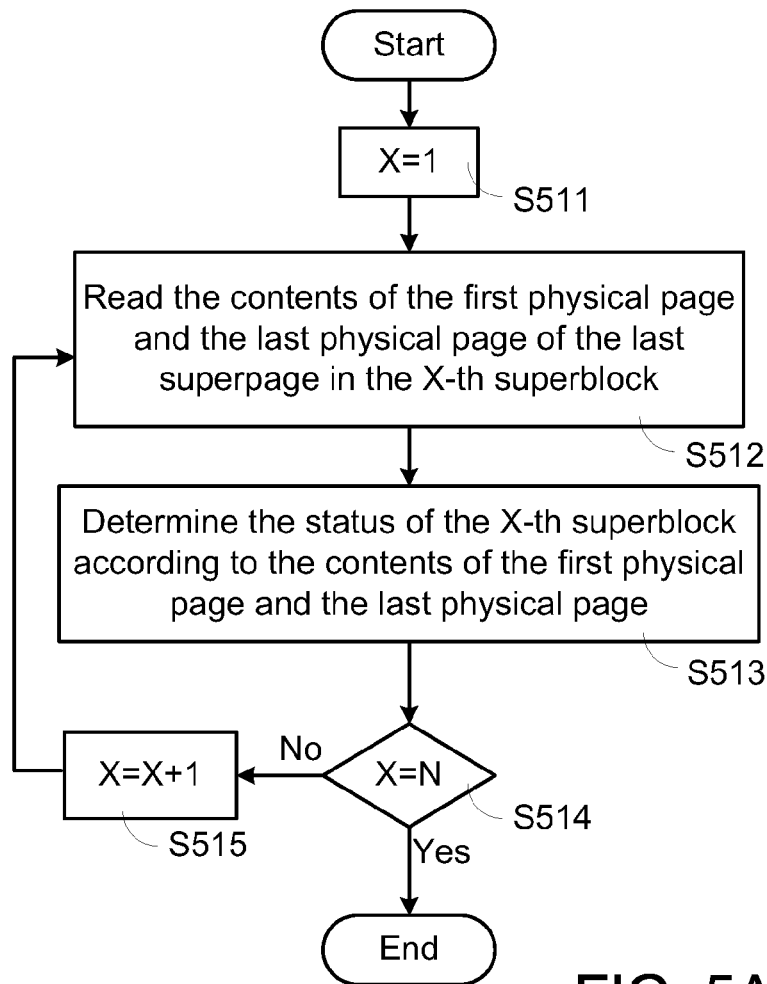 Start
X=1
S511
Read the contents of the first physical page
and the last physical page of the last
superpage in the X-th superblock
S512
Determine the status of the X-th superblock
according to the contents of the first physical
page and the last physical page
S513
No
X=N
X=X+1
S514
S515
Yes
End
FIG. 5A